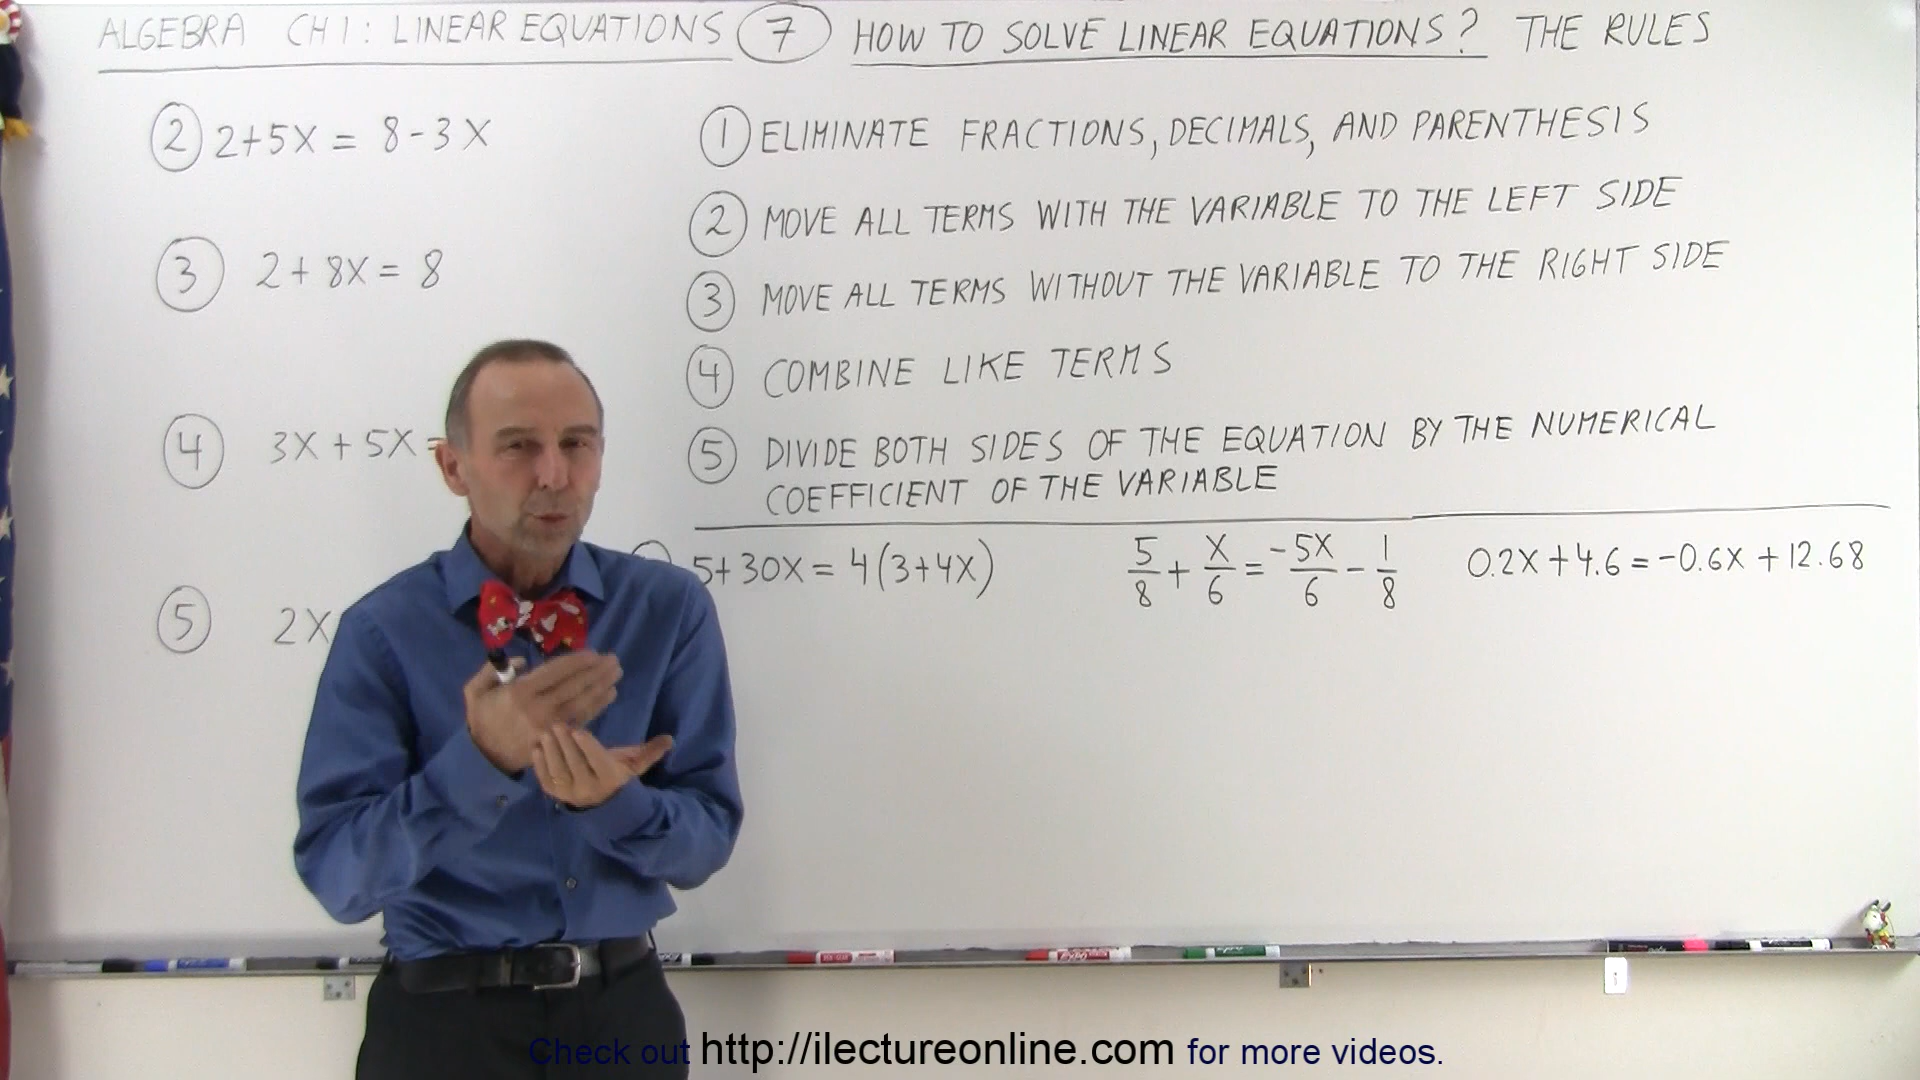 ALGEBRA CH 1: LINEAR EQUATIONS 7 HOW TO SOLVE LINEAR EQUATIONS? THE RULES
2 2+5X = 8-3X
3 2+8X = 8
4 3X + 5X =
5 2X
1 ELIMINATE FRACTIONS, DECIMALS, AND PARENTHESIS
2 MOVE ALL TERMS WITH THE VARIABLE TO THE LEFT SIDE
3 MOVE ALL TERMS WITHOUT THE VARIABLE TO THE RIGHT SIDE
4 COMBINE LIKE TERMS
5 DIVIDE BOTH SIDES OF THE EQUATION BY THE NUMERICAL
COEFFICIENT OF THE VARIABLE
5+30X = 4(3+4X) 5/8 + X/6 = -5X/6 - 1/8 0.2X + 4.6 = -0.6X + 12.68
Check out http://ilectureonline.com for more videos.